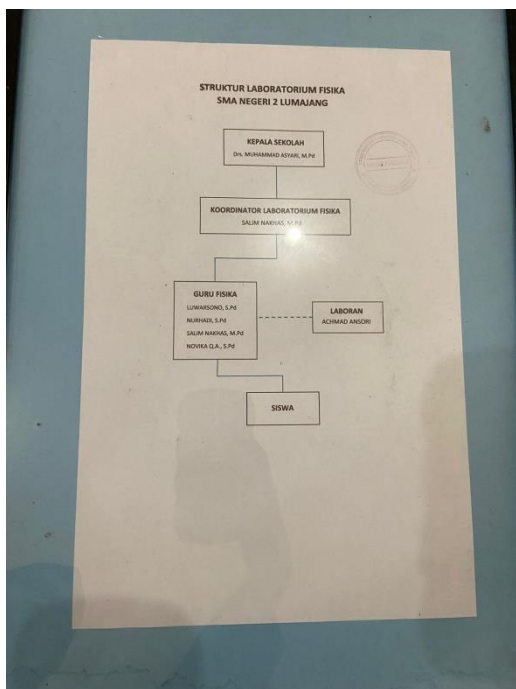 STRUKTUR LABORATORIUM FISIKA
SMA NEGERI 2 LUMAJANG
KEPALA SEKOLAH
Drs. MUHAMMAD ASYARI, M.Pd
KOORDINATOR LABORATORIUM FISIKA
SALIM NAKHAS, M.Pd
GURU FISIKA
LUWARSONO, S.Pd
NURHADI, S.Pd
SALIM NAKHAS, M.Pd
NOVIKA Q.A., S.Pd
LABORAN
ACHMAD ANSORI
SISWA